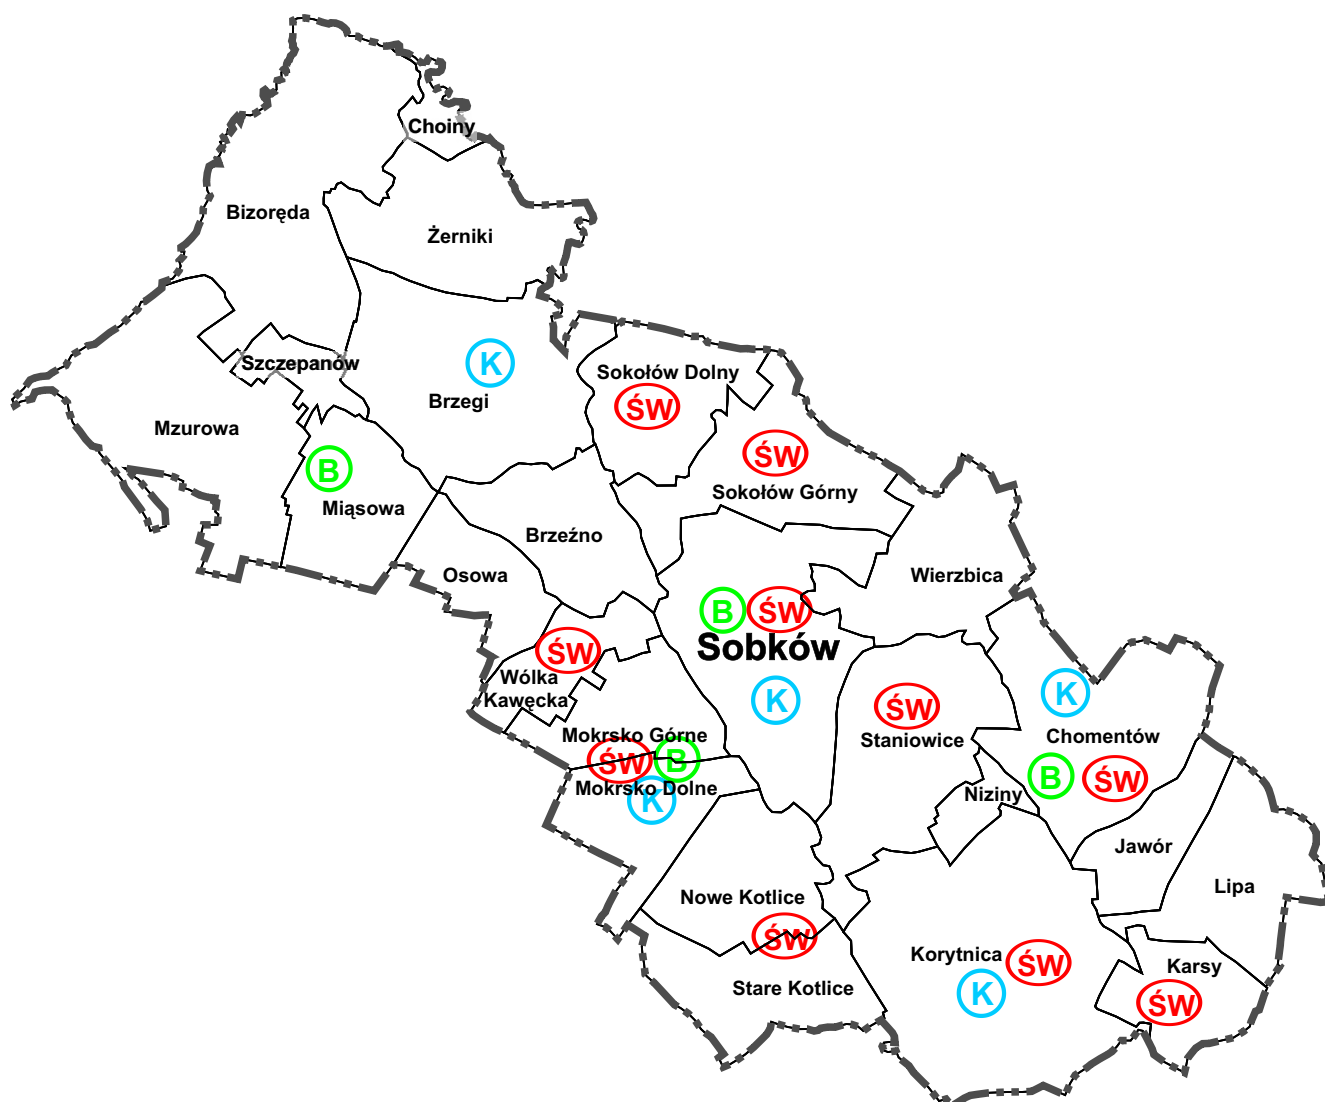 Choiny
Bizoręda
Żerniki
Szczepanów
K
Brzegi
Sokołów Dolny
ŚW
Mzurowa
B
Miąsowa
ŚW
Sokołów Górny
Brzeźno
Osowa
Wierzbica
B ŚW
Sobków
K
ŚW
Wólka
Kawęcka
ŚW
Staniowice
K
Chomentów
B ŚW
Mokrsko Górne
ŚW B
Mokrsko Dolne
K
Niziny
Jawór
Lipa
Nowe Kotlice
ŚW
Stare Kotlice
Korytnica ŚW
K
Karsy
ŚW